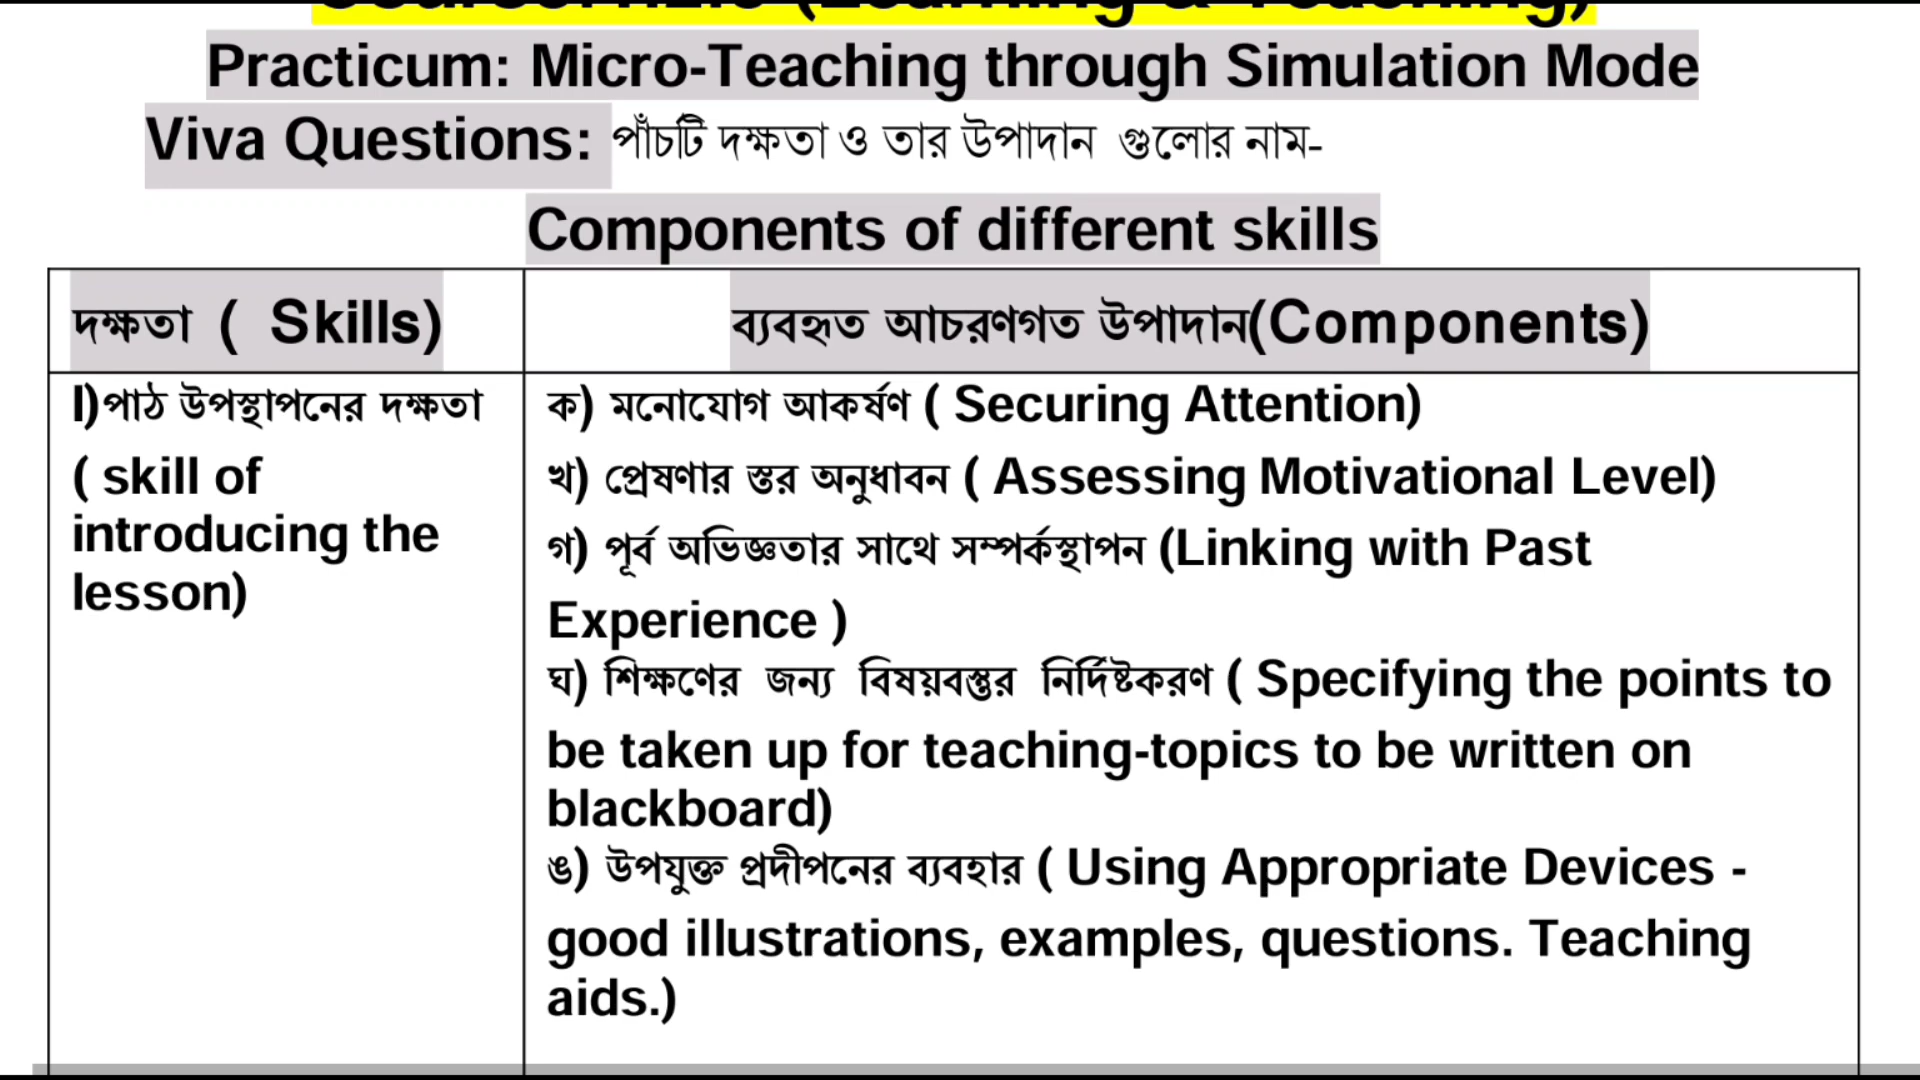 (Learning & Teaching)
Practicum: Micro-Teaching through Simulation Mode
Viva Questions: পাঁচটি দক্ষতা ও তার উপাদান গুলোর নাম-
Components of different skills
দক্ষতা ( Skills)
ব্যবহৃত আচরণগত উপাদান(Components)
I)পাঠ উপস্থাপনের দক্ষতা
( skill of
introducing the
lesson)
ক) মনোযোগ আকর্ষণ ( Securing Attention)
খ) প্রেষণার স্তর অনুধাবন ( Assessing Motivational Level)
গ) পূর্ব অভিজ্ঞতার সাথে সম্পর্কস্থাপন (Linking with Past
Experience )
ঘ) শিক্ষণের জন্য বিষয়বস্তুর নির্দিষ্টকরণ ( Specifying the points to
be taken up for teaching-topics to be written on
blackboard)
ঙ) উপযুক্ত প্রদীপনের ব্যবহার ( Using Appropriate Devices -
good illustrations, examples, questions. Teaching
aids.)